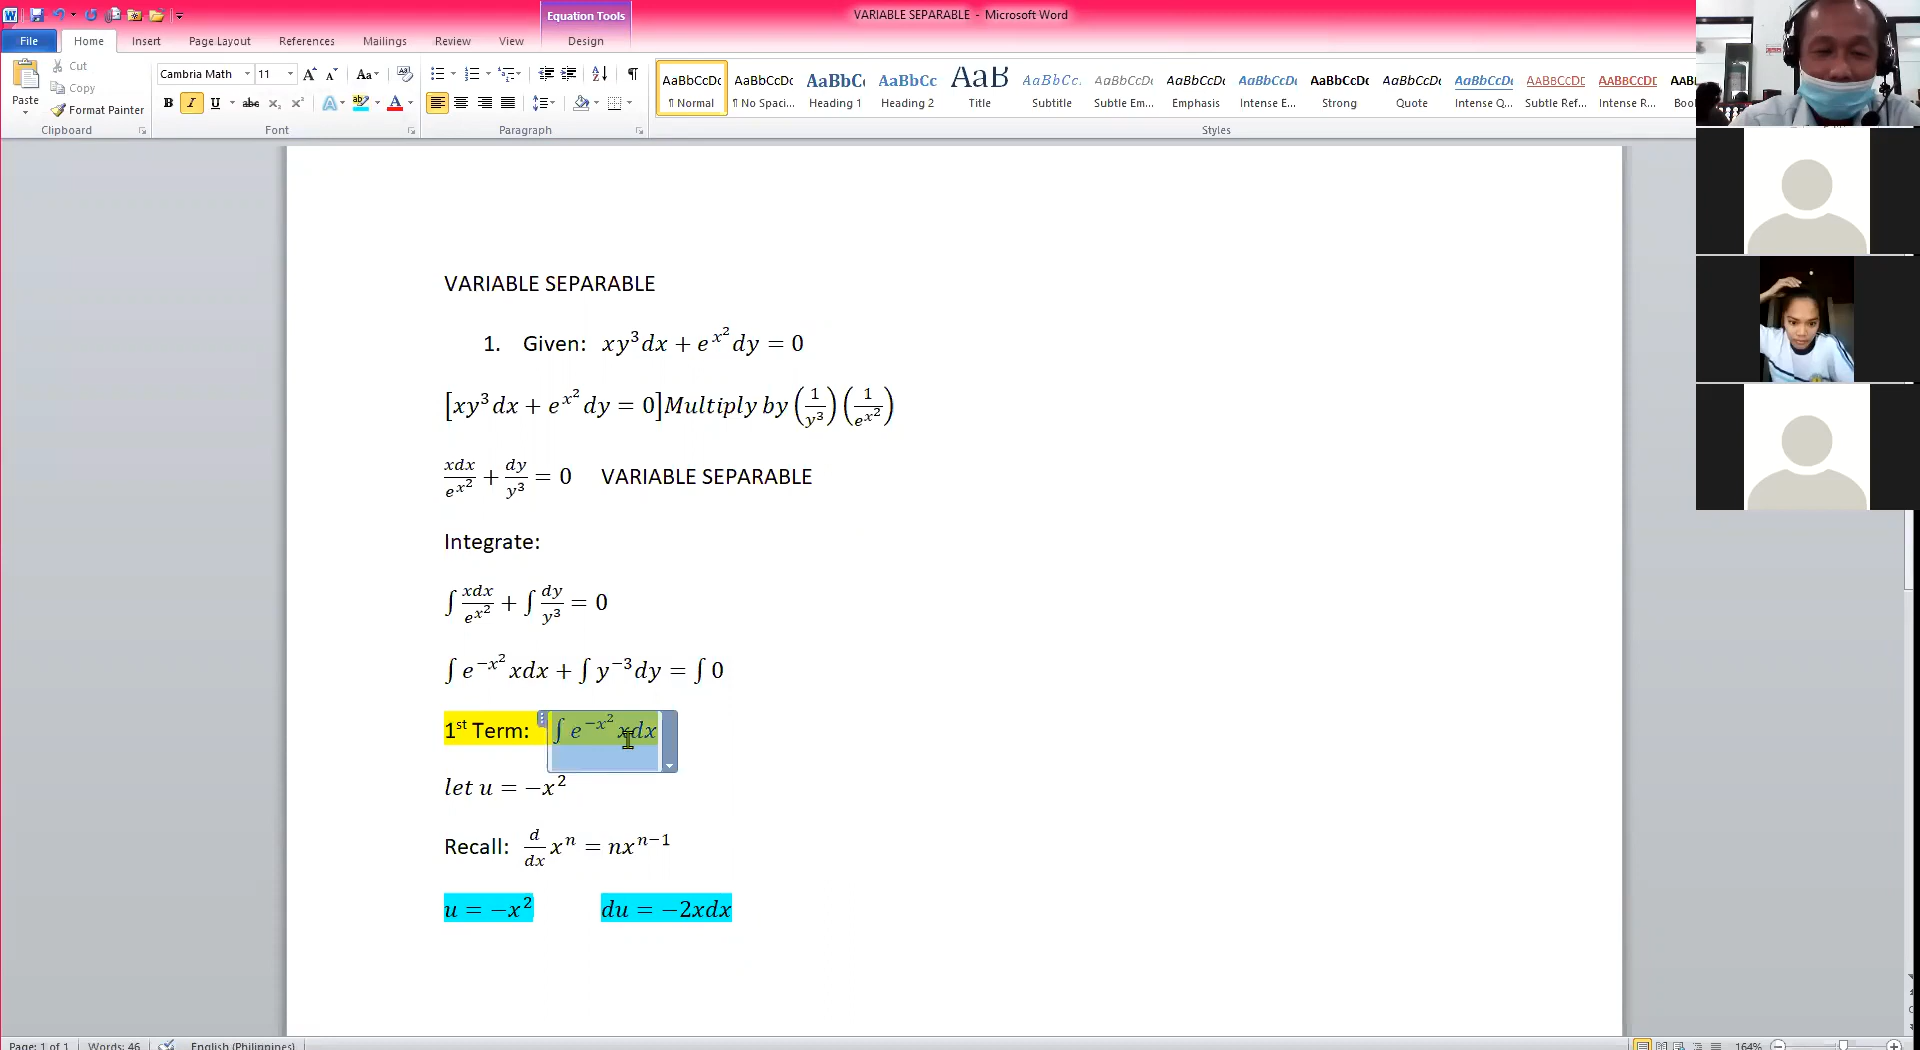 VARIABLE SEPARABLE - Microsoft Word
Equation Tools
File Home Insert Page Layout References Mailings Review View Design
Paste
Cut
Copy
Format Painter
Clipboard
Cambria Math 11
Font
Paragraph
AaBbCcDc AaBbCcDc AaBbC( AaBbCc AaB AaBbCc. AaBbCcDc AaBbCcDc AaBbCcDc AaBbCcDc AaBbCcDc AaBbCcDc AABBCCDD AABBCCDD
¶ Normal ¶ No Spaci... Heading 1 Heading 2 Title Subtitle Subtle Em... Emphasis Intense E... Strong Quote Intense Q... Subtle Ref... Intense R...
Styles
VARIABLE SEPARABLE
1. Given: xy³dx + e^{x²}dy = 0
[xy³dx + e^{x²}dy = 0]Multiply by (1/y³)(1/e^{x²})
xdx/e^{x²} + dy/y³ = 0 VARIABLE SEPARABLE
Integrate:
∫ xdx/e^{x²} + ∫ dy/y³ = 0
∫ e^{−x²}xdx + ∫ y⁻³dy = ∫ 0
1st Term: ∫ e^{−x²}xdx
let u = −x²
Recall: d/dx xⁿ = nxⁿ⁻¹
u = −x² du = −2xdx
Page: 1 of 1 Words: 46 English (Philippines) 164%